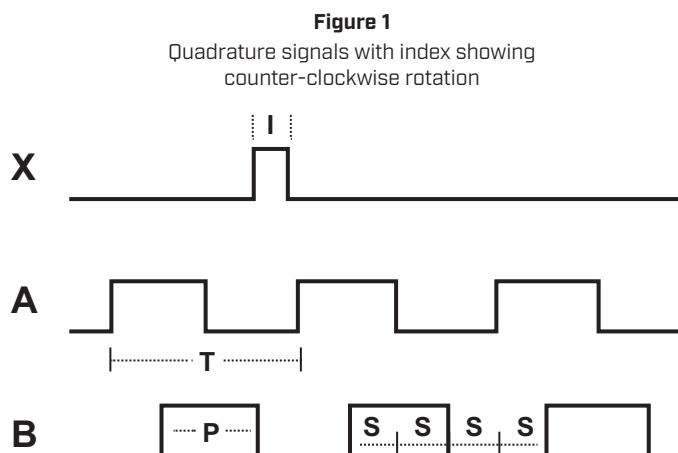 Figure 1
Quadrature signals with index showing
counter-clockwise rotation
I
X
A
T
B
P
S S S S